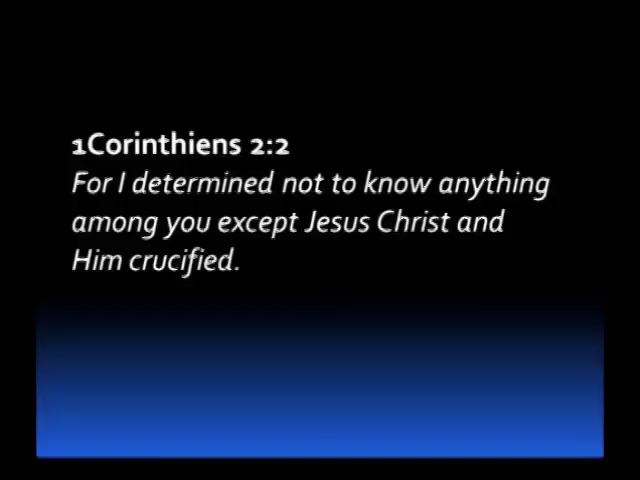 1Corinthiens 2:2
For I determined not to know anything
among you except Jesus Christ and
Him crucified.